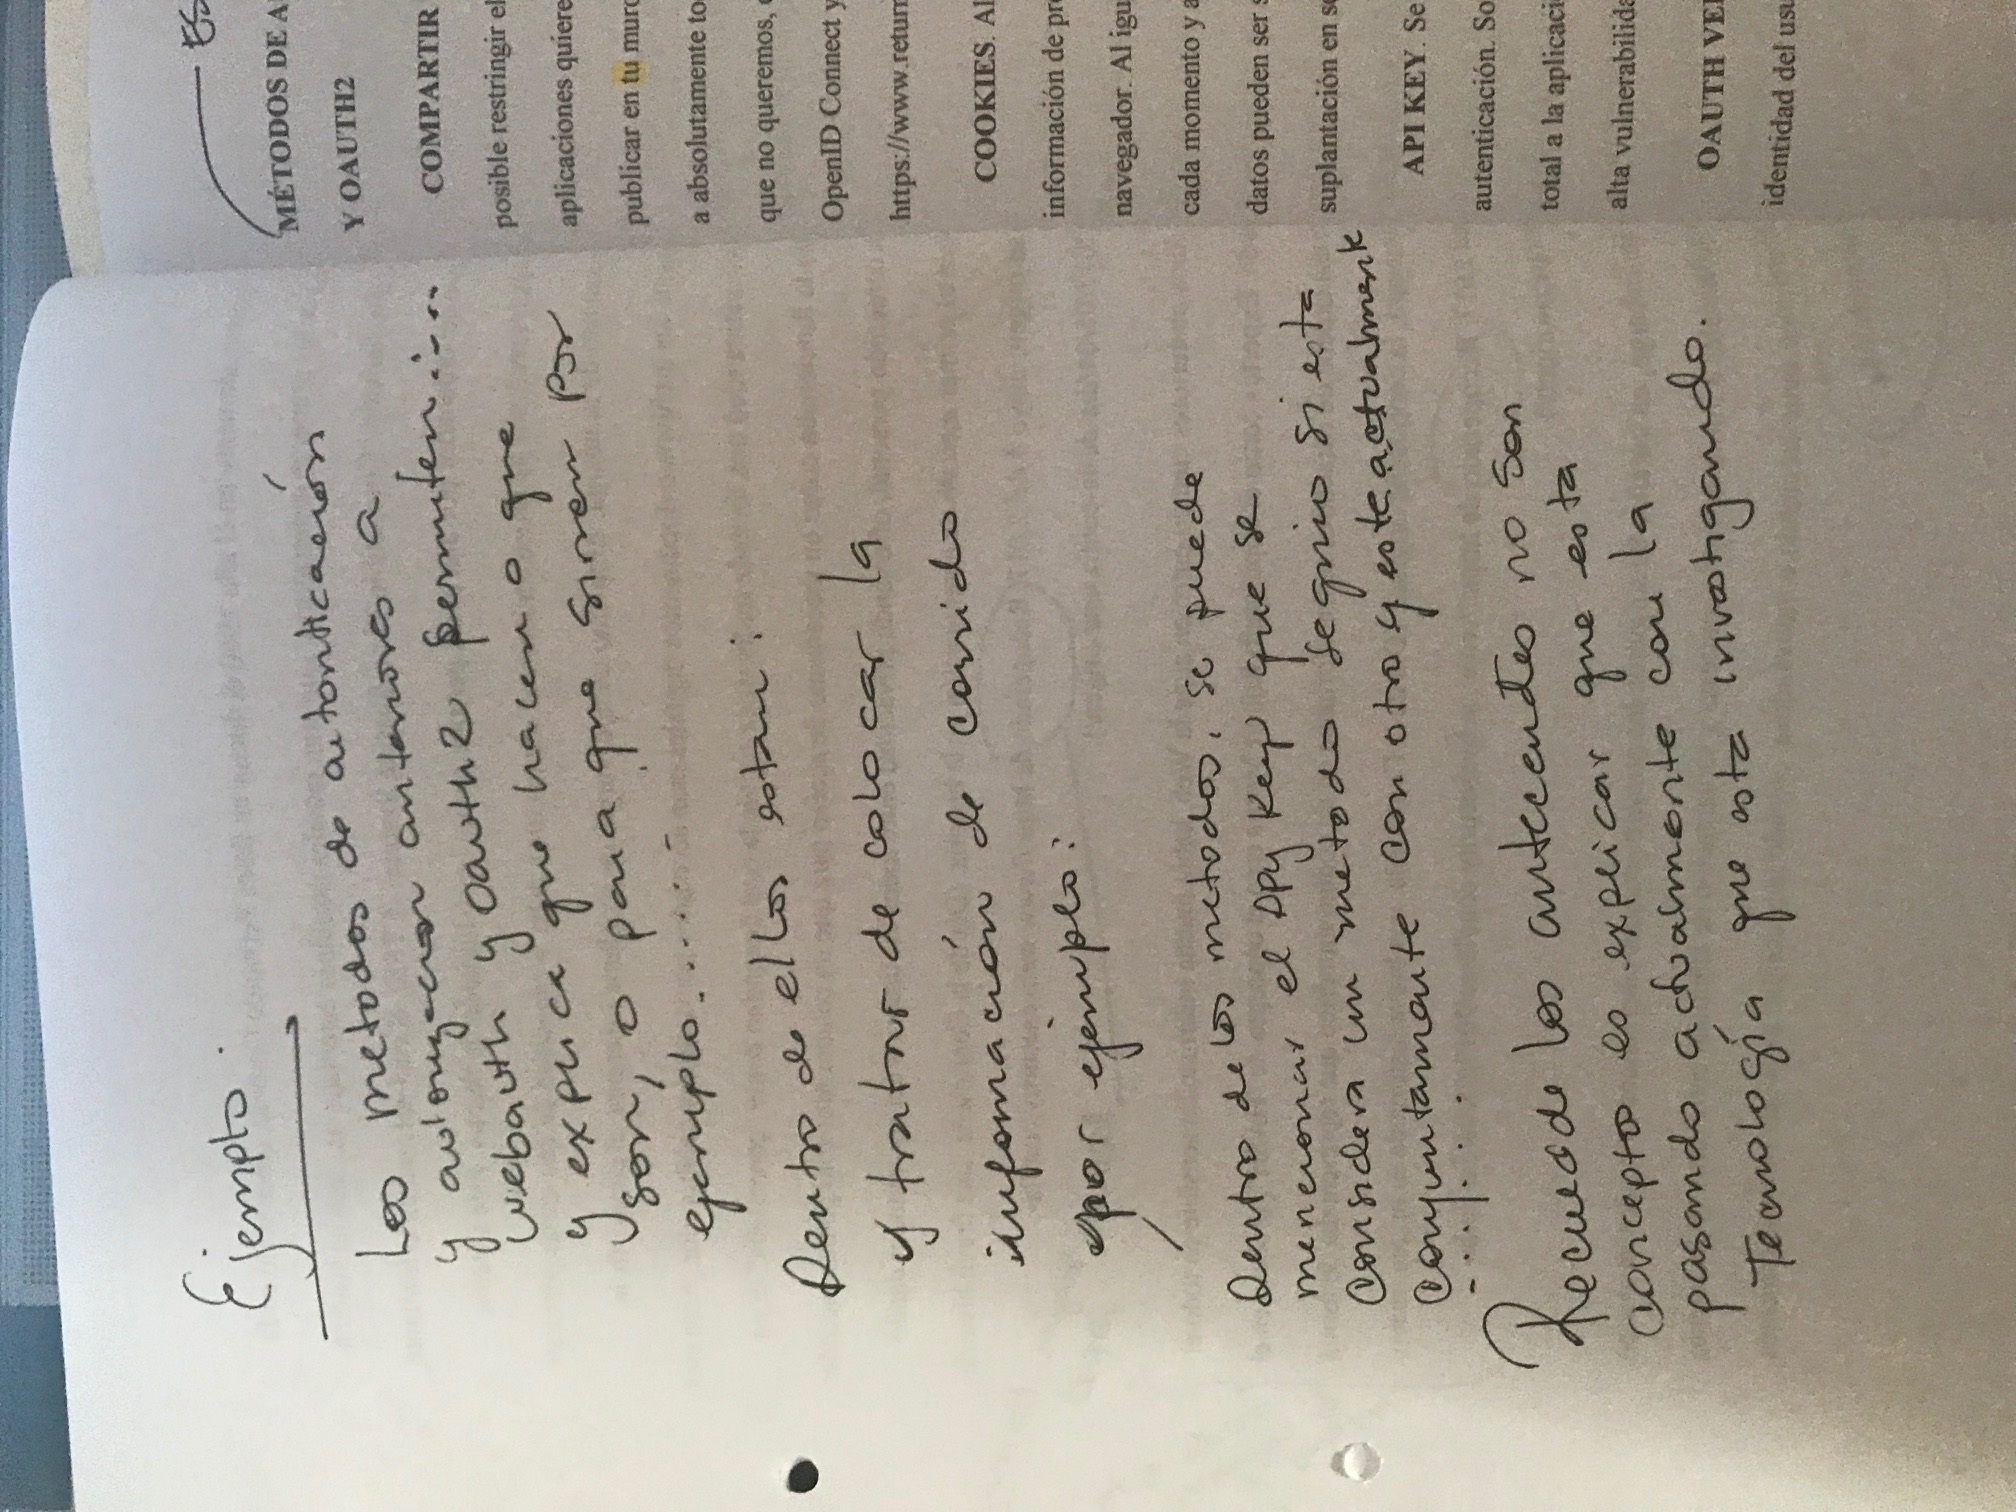 Ejemplo.
Los metodos de autonticación
y autorizacion anteriores a
webauth y Oauth2 permiten:...
y explica que hacen o que
son, o para que sirven por
ejemplo......
Dentro de ellos estan:
y tratar de colocar la
infomación de corrido
por ejemplo:
Dentro de los metodos, se puede
mencionar el Apy Key que se
considera un metodo seguro si esta
conjuntamente con otro y este actualmente
......
Recuerde los antecendtes no son
conceptos es explicar que esta
pasando actualmente con la
Tecnología que esta investigando.
ES
MÉTODOS DE A
Y OAUTH2
COMPARTIR
posible restringir el
aplicaciones quiere
publicar en tu muro
a absolutamente to
que no queremos,
OpenID Connect y
https://www.return
COOKIES. Al
información de pr
navegador. Al igu
cada momento y a
datos pueden ser s
suplantación en se
API KEY. Se
autenticación. So
total a la aplicaci
alta vulnerabilida
OAUTH VE
identidad del usu